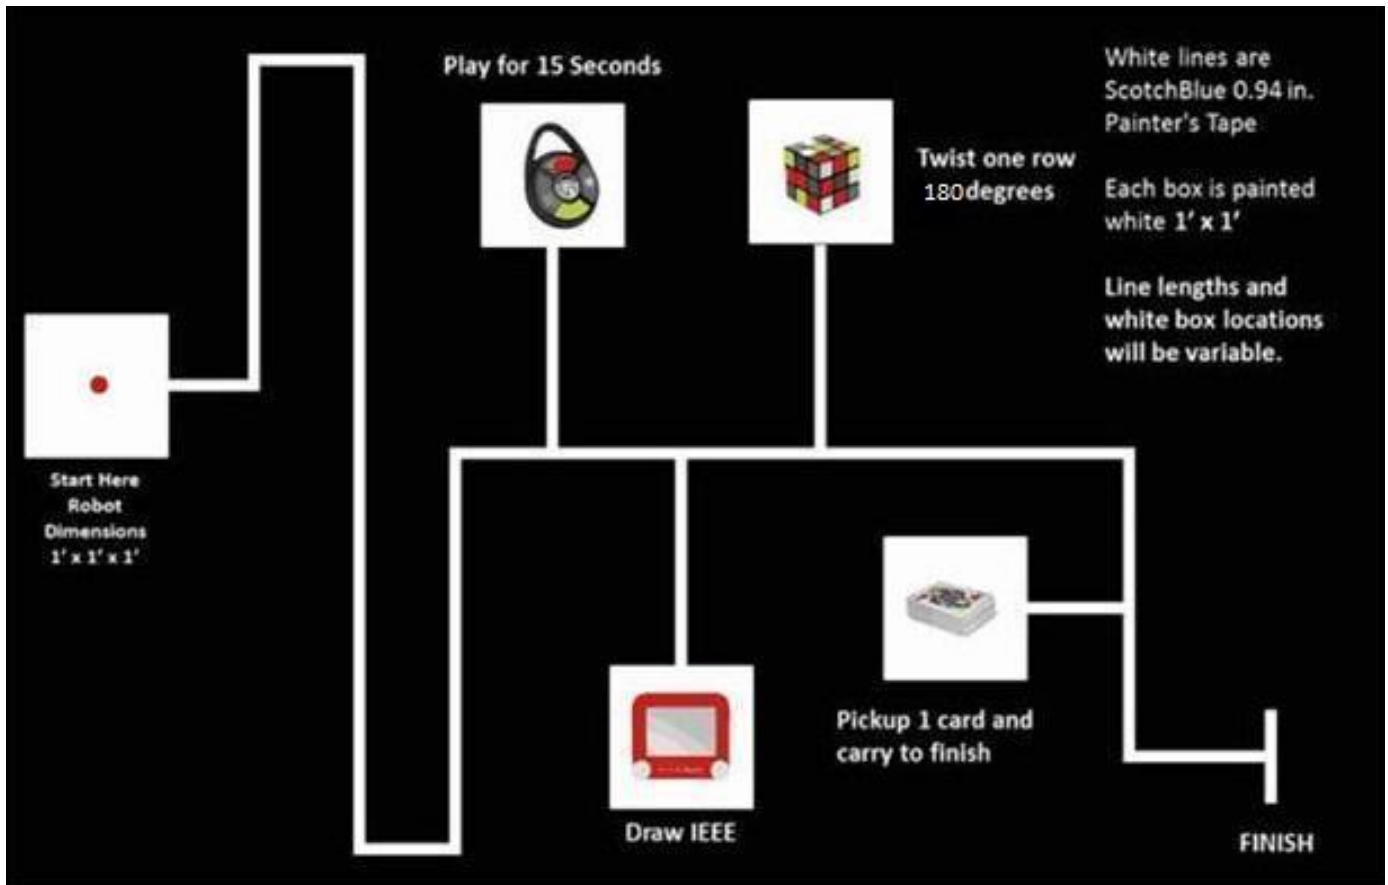 Play for 15 Seconds
Twist one row
180degrees
White lines are
ScotchBlue 0.94 in.
Painter's Tape
Each box is painted
white 1' x 1'
Line lengths and
white box locations
will be variable.
Start Here
Robot
Dimensions
1' x 1' x 1'
Pickup 1 card and
carry to finish
Draw IEEE
FINISH